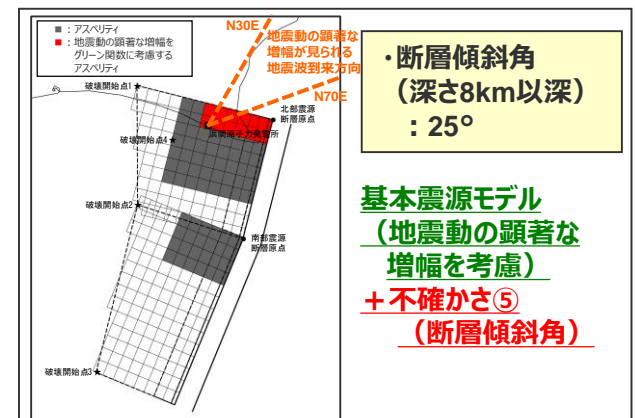 ■：アスペリティ
■：地震動の顕著な増幅を
グリーン関数に考慮する
アスペリティ
N30E
地震動の顕著な
増幅が見られる
地震波到来方向
N70E
破壊開始点1
北部震源
断層原点
浜岡原子力発電所
破壊開始点4
破壊開始点2
南部震源
断層原点
破壊開始点3
・断層傾斜角
（深さ8km以深）
：25°
基本震源モデル
（地震動の顕著な
増幅を考慮）
＋不確かさ⑤
（断層傾斜角）